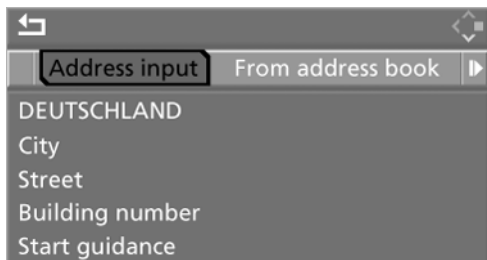 Address input From address book
DEUTSCHLAND
City
Street
Building number
Start guidance